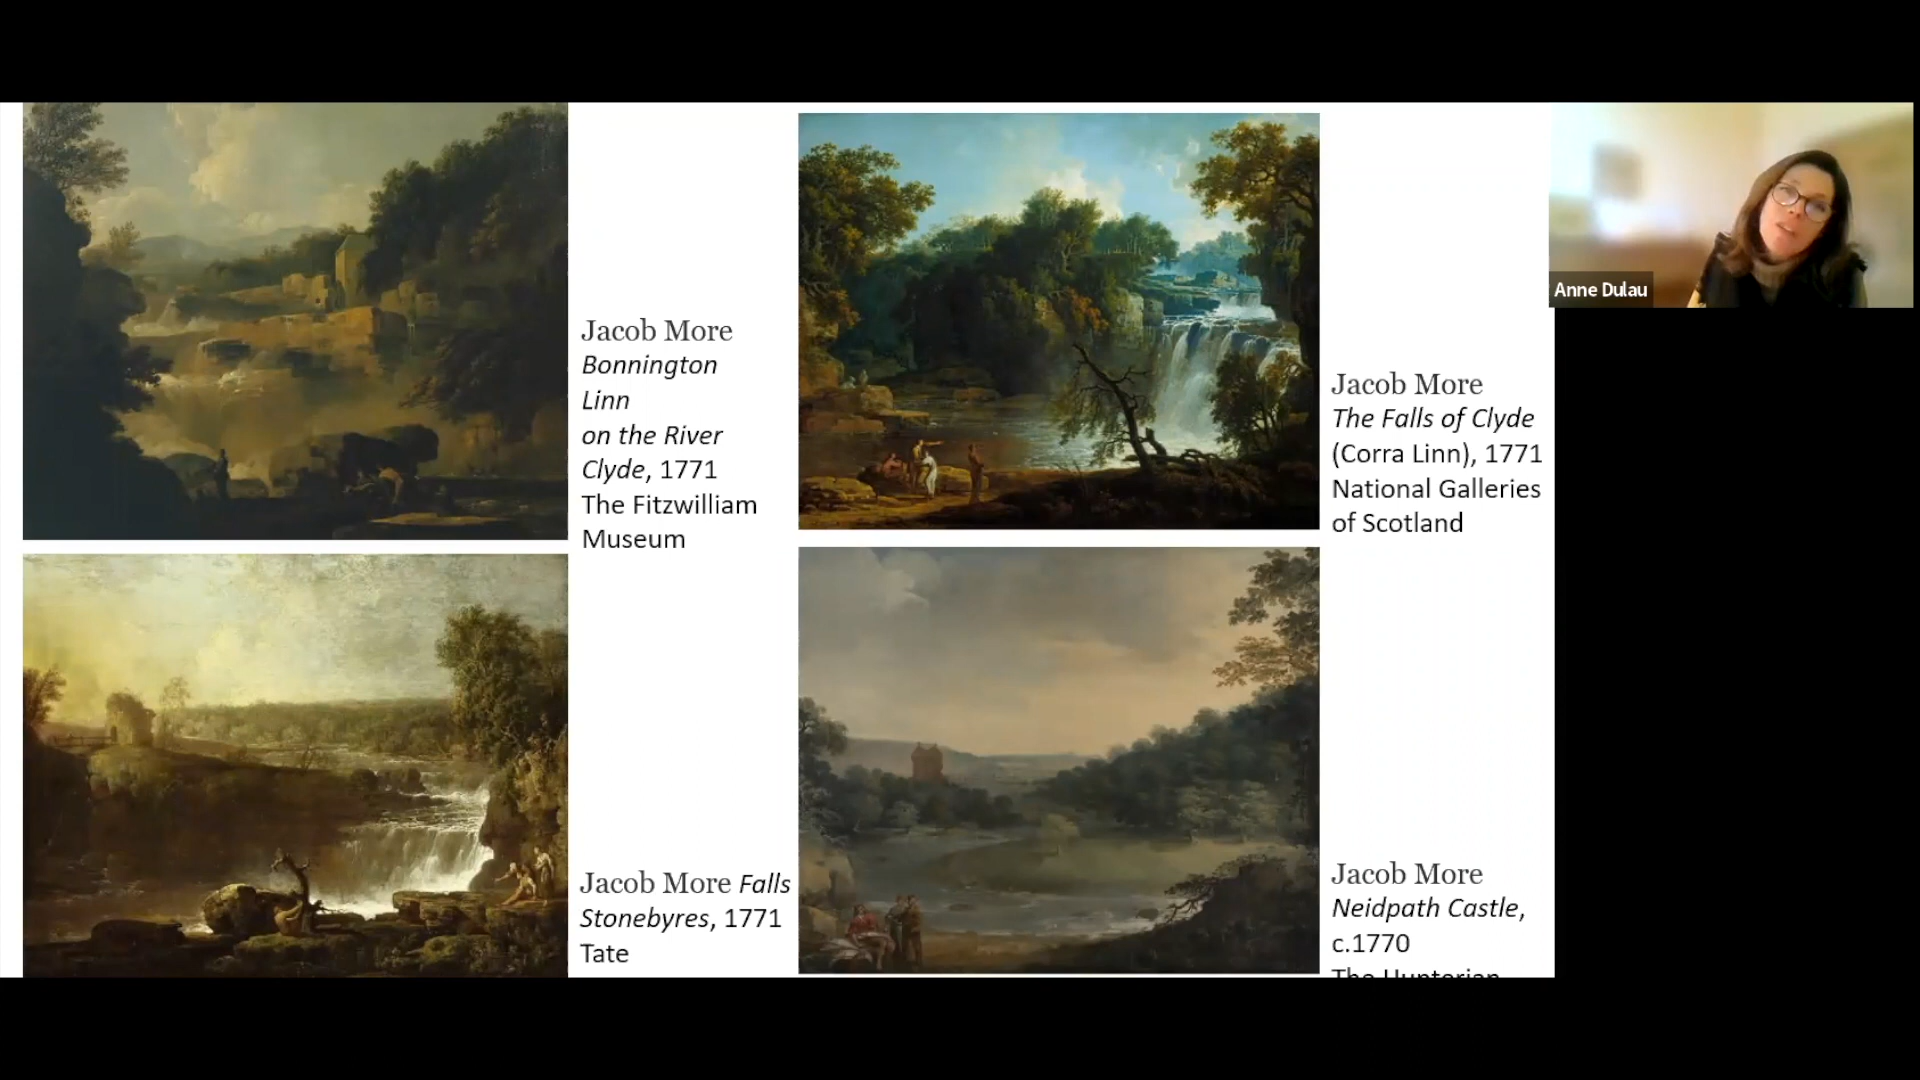 Jacob More
Bonnington
Linn
on the River
Clyde, 1771
The Fitzwilliam
Museum
Jacob More
The Falls of Clyde
(Corra Linn), 1771
National Galleries
of Scotland
Anne Dulau
Jacob More Falls
Stonebyres, 1771
Tate
Jacob More
Neidpath Castle,
c.1770
The Hunterian